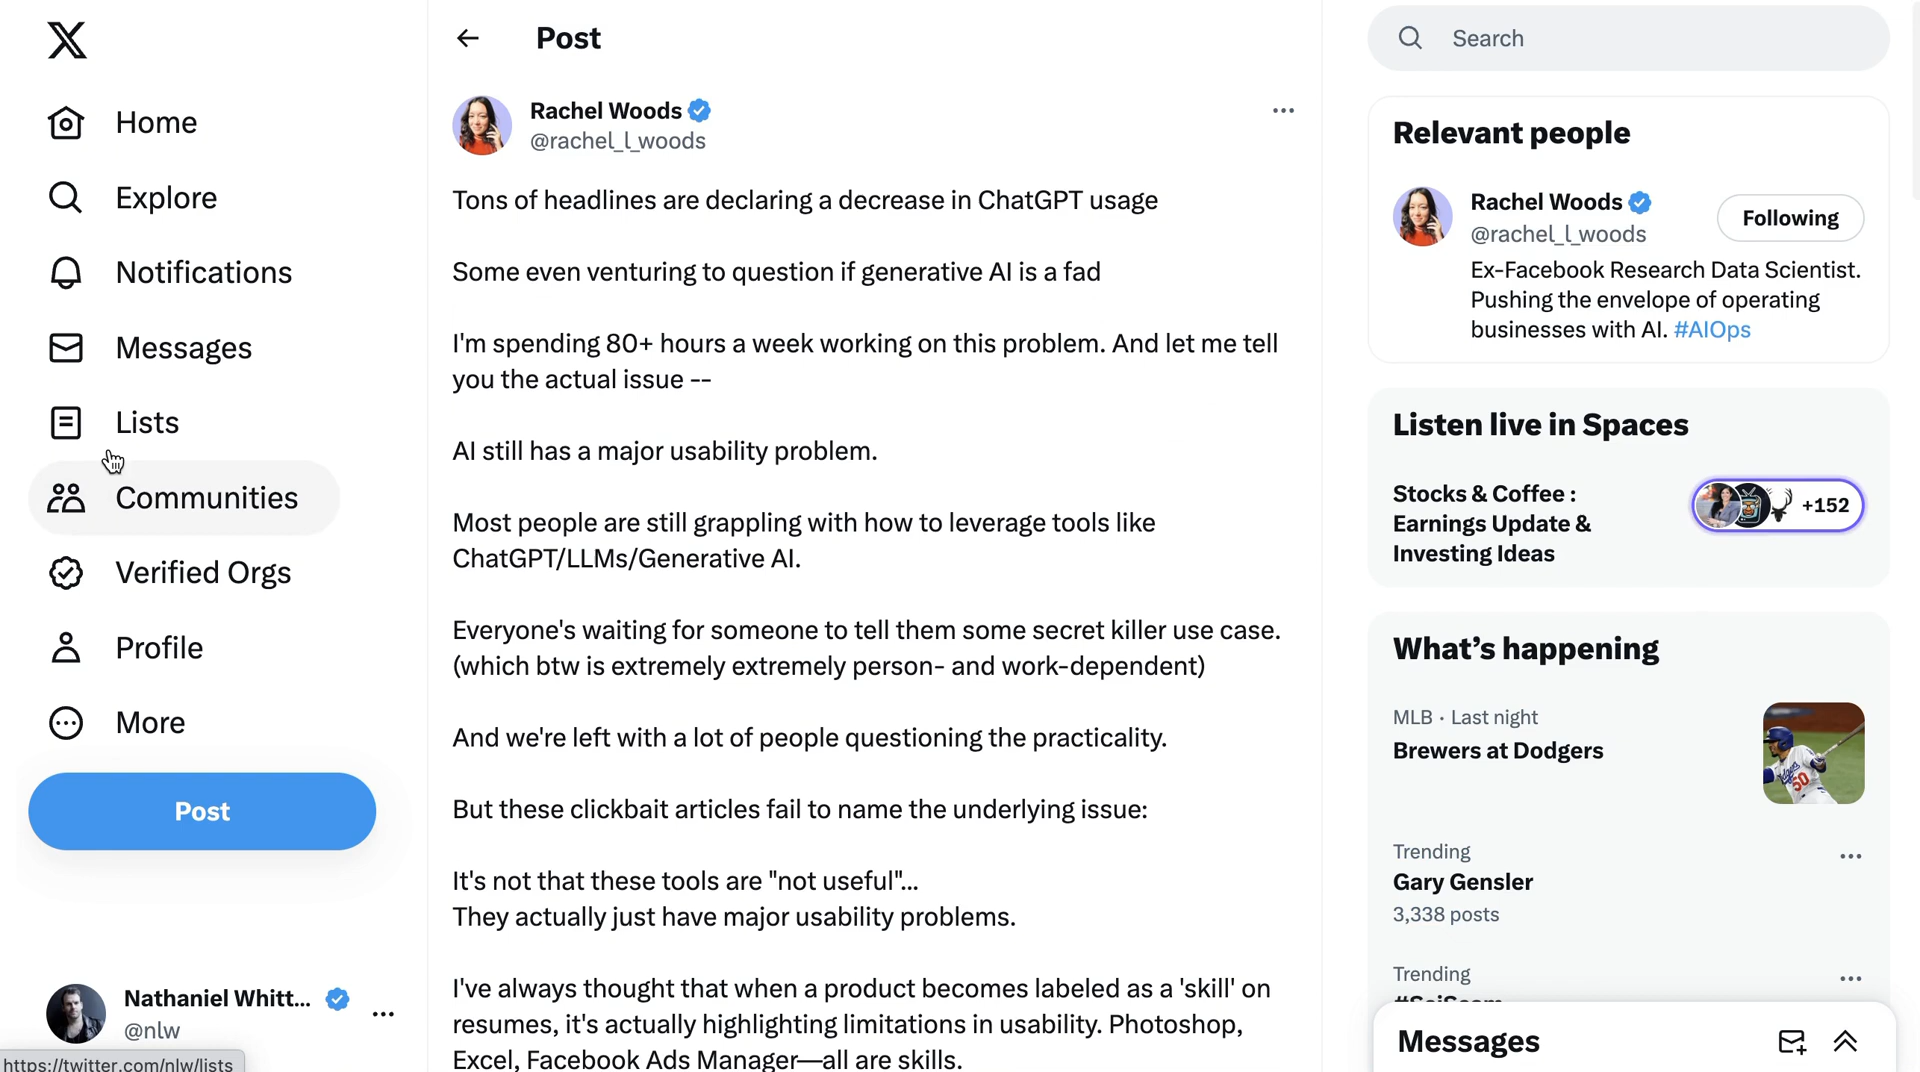 Home
Explore
Notifications
Messages
Lists
Communities
Verified Orgs
Profile
More
Post
Nathaniel Whitt...
@nlw
https://twitter.com/nlw/lists
Post
Rachel Woods
@rachel_l_woods
Tons of headlines are declaring a decrease in ChatGPT usage
Some even venturing to question if generative AI is a fad
I'm spending 80+ hours a week working on this problem. And let me tell
you the actual issue --
AI still has a major usability problem.
Most people are still grappling with how to leverage tools like
ChatGPT/LLMs/Generative AI.
Everyone's waiting for someone to tell them some secret killer use case.
(which btw is extremely extremely person- and work-dependent)
And we're left with a lot of people questioning the practicality.
But these clickbait articles fail to name the underlying issue:
It's not that these tools are "not useful"...
They actually just have major usability problems.
I've always thought that when a product becomes labeled as a 'skill' on
resumes, it's actually highlighting limitations in usability. Photoshop,
Excel, Facebook Ads Manager—all are skills.
Search
Relevant people
Rachel Woods
@rachel_l_woods
Following
Ex-Facebook Research Data Scientist.
Pushing the envelope of operating
businesses with AI. #AIOps
Listen live in Spaces
Stocks & Coffee :
Earnings Update &
Investing Ideas
+152
What's happening
MLB · Last night
Brewers at Dodgers
Trending
Gary Gensler
3,338 posts
Trending
Messages